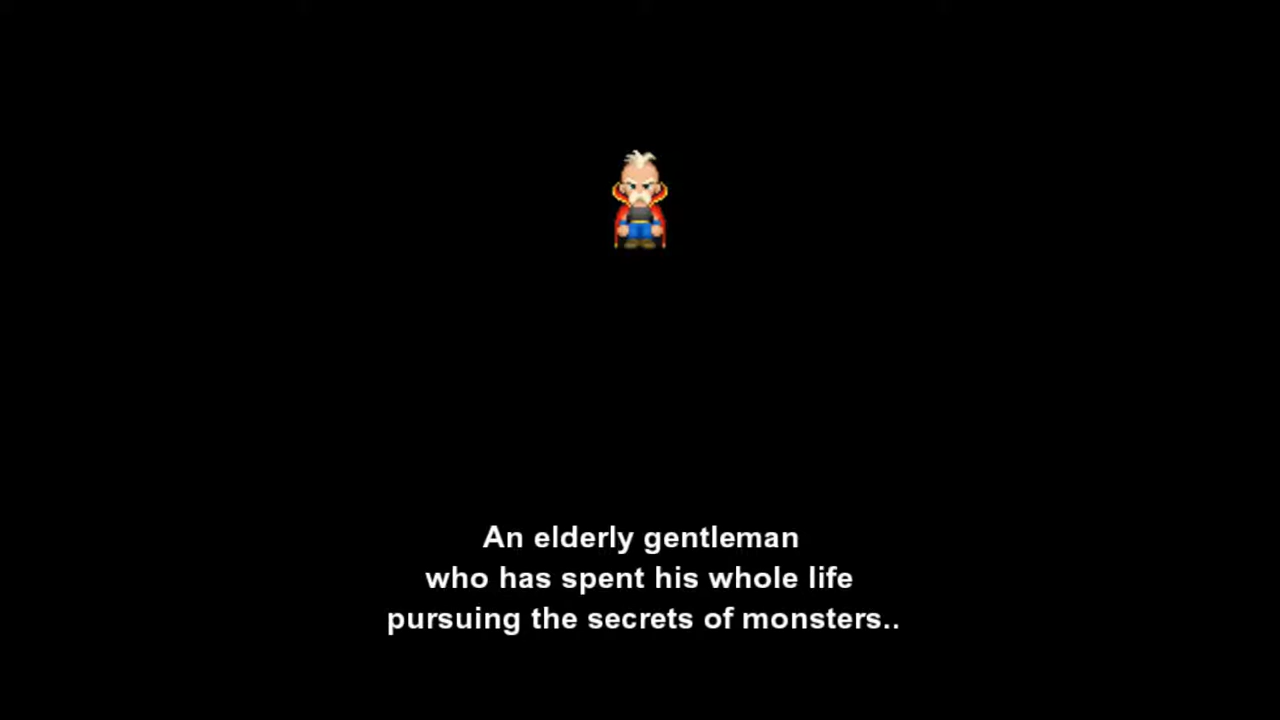 An elderly gentleman
who has spent his whole life
pursuing the secrets of monsters..